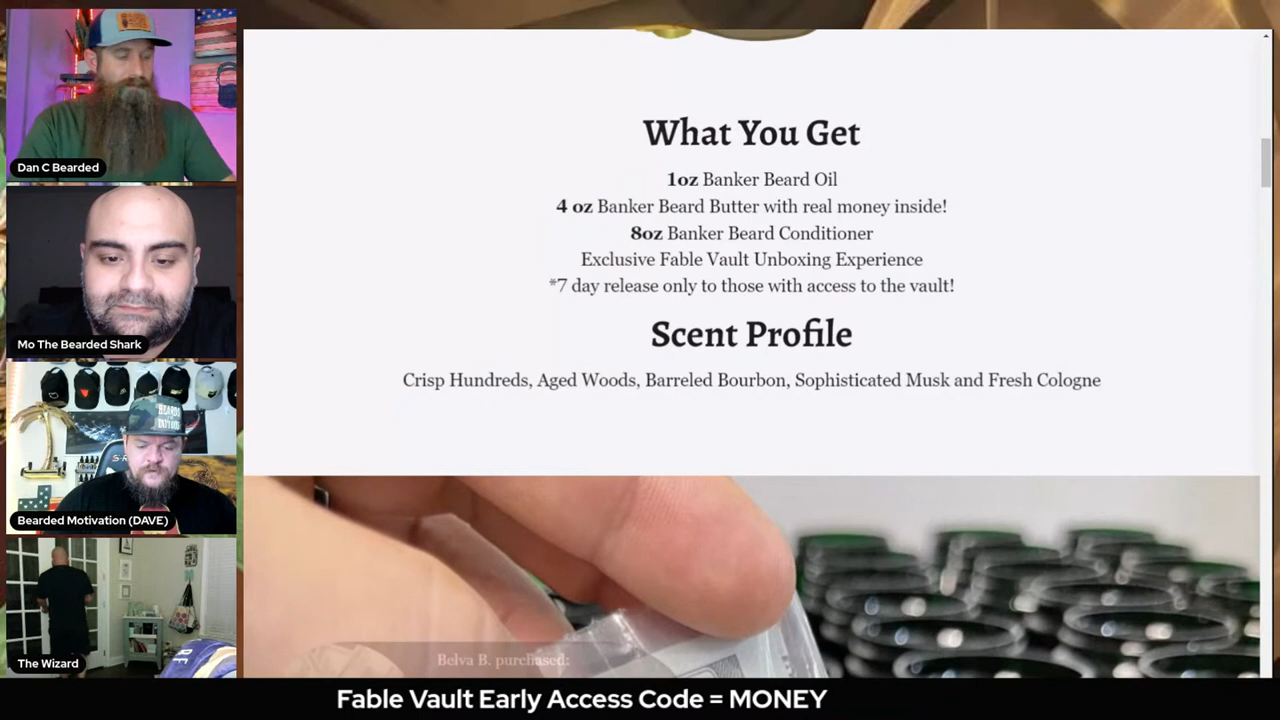 Dan C Bearded
Mo The Bearded Shark
BEARDS
Bearded Motivation (DAVE)
The Wizard
What You Get
1oz Banker Beard Oil
4 oz Banker Beard Butter with real money inside!
8oz Banker Beard Conditioner
Exclusive Fable Vault Unboxing Experience
*7 day release only to those with access to the vault!
Scent Profile
Crisp Hundreds, Aged Woods, Barreled Bourbon, Sophisticated Musk and Fresh Cologne
Belva B. purchased:
Fable Vault Early Access Code = MONEY